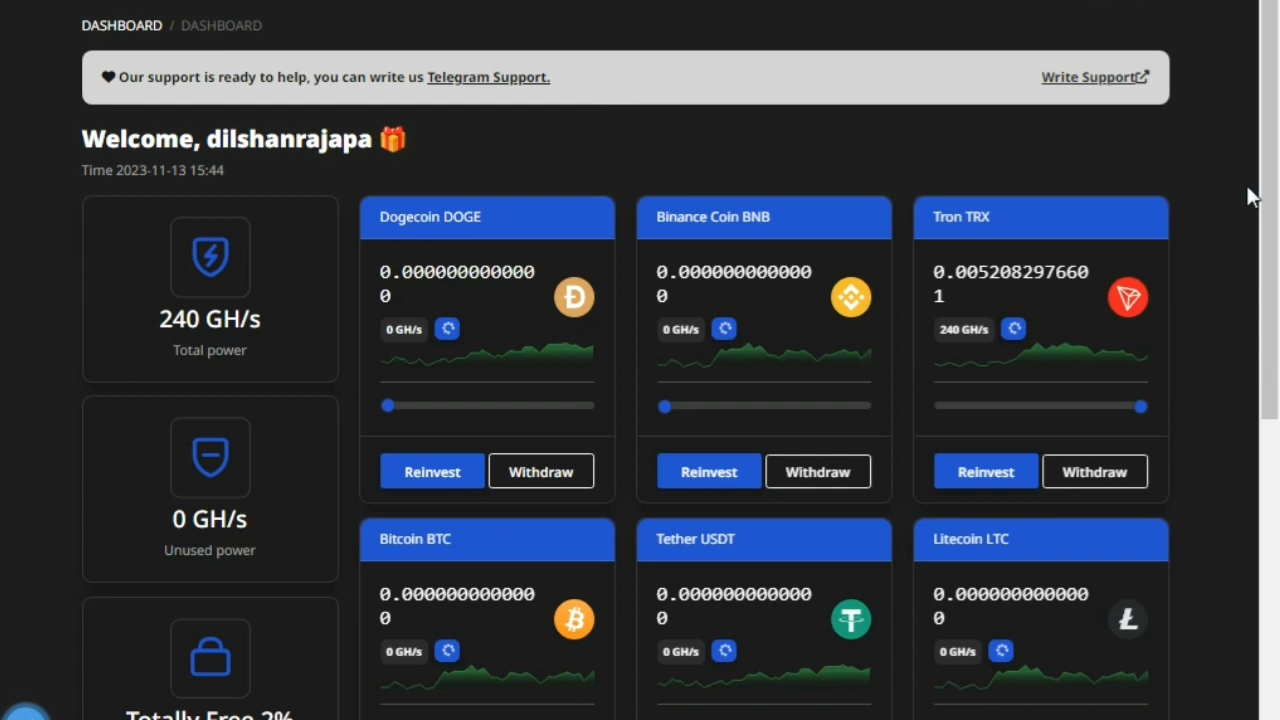 DASHBOARD / DASHBOARD
Our support is ready to help, you can write us Telegram Support.
Write Support
Welcome, dilshanrajapa
Time 2023-11-13 15:44
240 GH/s
Total power
0 GH/s
Unused power
Totally Free 2%
Dogecoin DOGE
0.000000000000
0
0 GH/s
Reinvest
Withdraw
Binance Coin BNB
0.000000000000
0
0 GH/s
Reinvest
Withdraw
Tron TRX
0.005208297660
1
240 GH/s
Reinvest
Withdraw
Bitcoin BTC
0.000000000000
0
0 GH/s
Tether USDT
0.000000000000
0
0 GH/s
Litecoin LTC
0.000000000000
0
0 GH/s